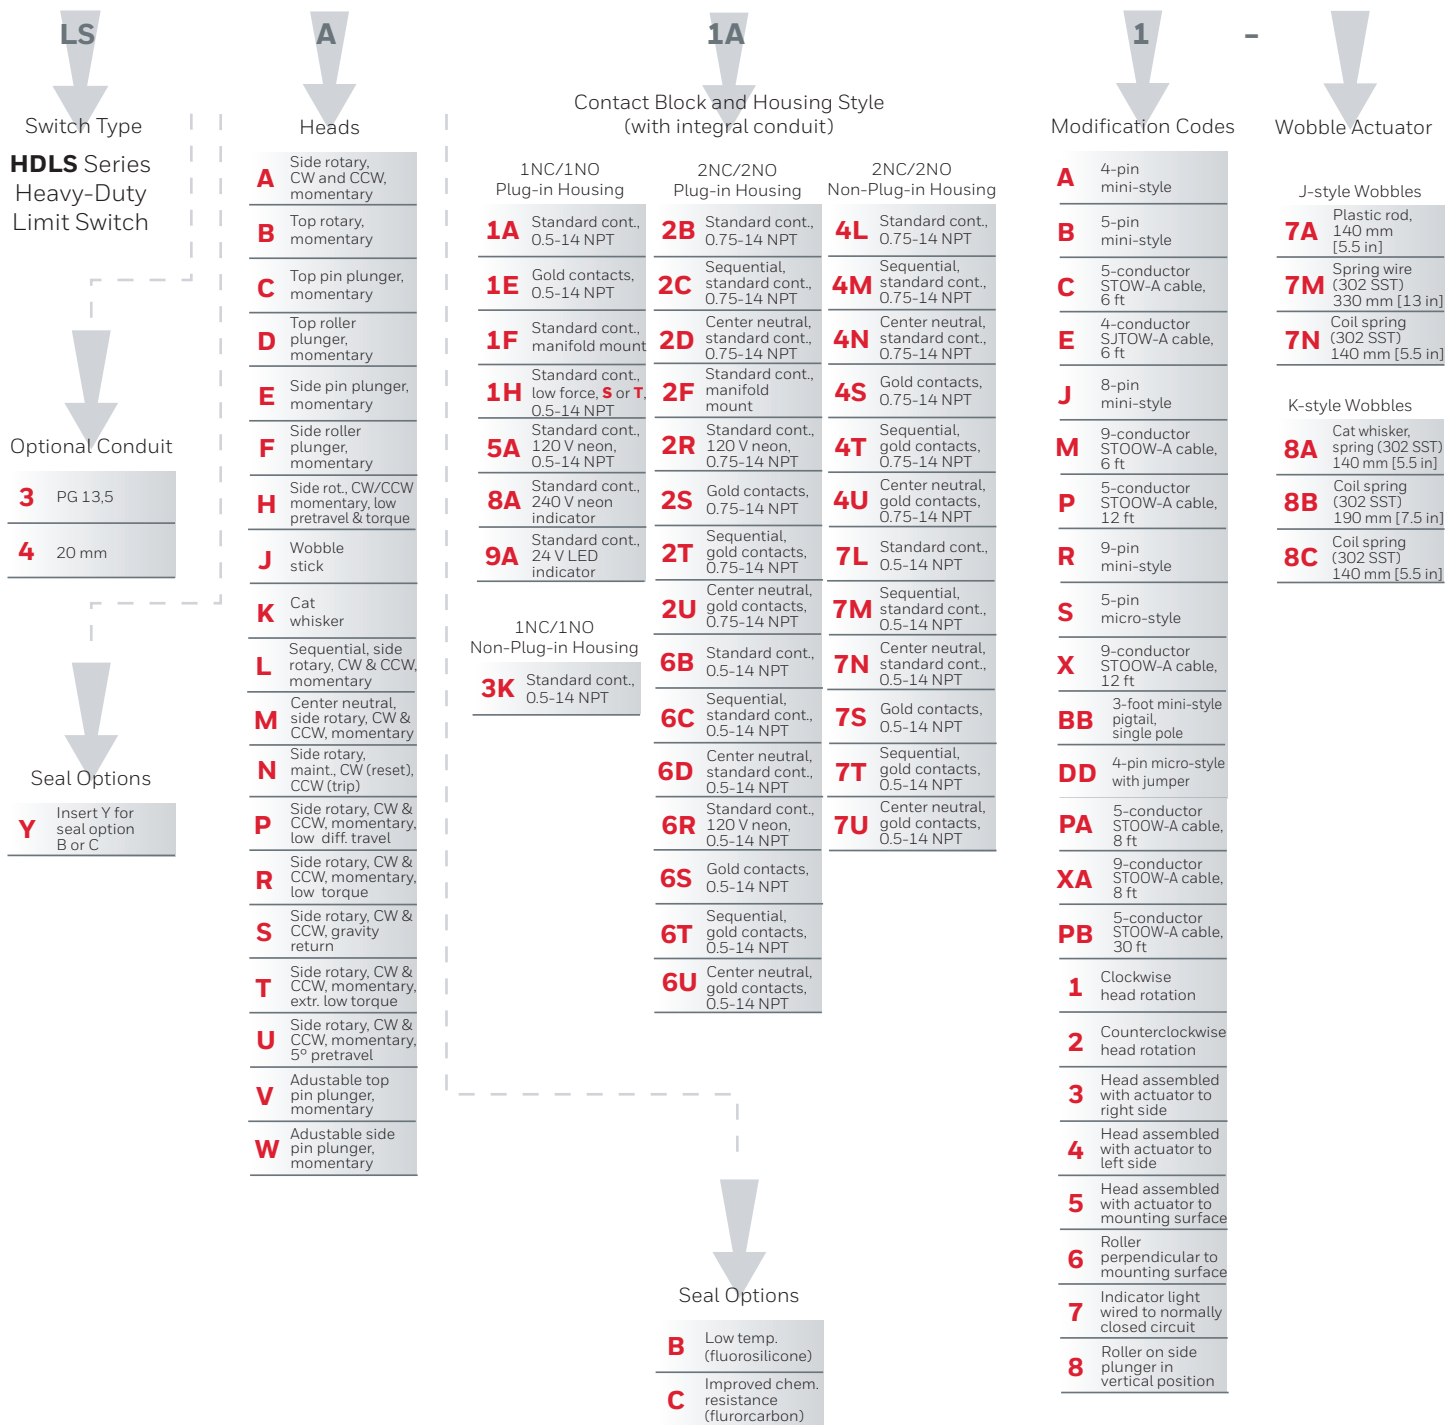 LS
A
1A
1
-
Switch Type
HDLS Series
Heavy-Duty
Limit Switch
Optional Conduit
3 PG 13,5
4 20 mm
Seal Options
Y Insert Y for
seal option
B or C
Heads
A Side rotary,
CW and CCW,
momentary
B Top rotary,
momentary
C Top pin plunger,
momentary
D Top roller
plunger,
momentary
E Side pin plunger,
momentary
F Side roller
plunger,
momentary
H Side rot., CW/CCW
momentary, low
pretravel & torque
J Wobble
stick
K Cat
whisker
L Sequential, side
rotary, CW & CCW,
momentary
M Center neutral,
side rotary, CW &
CCW, momentary
N Side rotary,
maint., CW (reset),
CCW (trip)
P Side rotary, CW &
CCW, momentary,
low diff. travel
R Side rotary, CW &
CCW, momentary,
low torque
S Side rotary, CW &
CCW, gravity
return
T Side rotary, CW &
CCW, momentary,
extr. low torque
U Side rotary, CW &
CCW, momentary,
5° pretravel
V Adustable top
pin plunger,
momentary
W Adustable side
pin plunger,
momentary
Contact Block and Housing Style
(with integral conduit)
1NC/1NO
Plug-in Housing
1A Standard cont.,
0.5-14 NPT
1E Gold contacts,
0.5-14 NPT
1F Standard cont.,
manifold mount
1H Standard cont.,
low force, S or T,
0.5-14 NPT
5A Standard cont.,
120 V neon,
0.5-14 NPT
8A Standard cont.,
240 V neon
indicator
9A Standard cont.,
24 V LED
indicator
1NC/1NO
Non-Plug-in Housing
3K Standard cont.,
0.5-14 NPT
2NC/2NO
Plug-in Housing
2B Standard cont.,
0.75-14 NPT
2C Sequential,
standard cont.,
0.75-14 NPT
2D Center neutral,
standard cont.,
0.75-14 NPT
2F Standard cont.,
manifold
mount
2R Standard cont.,
120 V neon,
0.75-14 NPT
2S Gold contacts,
0.75-14 NPT
2T Sequential,
gold contacts,
0.75-14 NPT
2U Center neutral,
gold contacts,
0.75-14 NPT
6B Standard cont.,
0.5-14 NPT
6C Sequential,
standard cont.,
0.5-14 NPT
6D Center neutral,
standard cont.,
0.5-14 NPT
6R Standard cont.,
120 V neon,
0.5-14 NPT
6S Gold contacts,
0.5-14 NPT
6T Sequential,
gold contacts,
0.5-14 NPT
6U Center neutral,
gold contacts,
0.5-14 NPT
2NC/2NO
Non-Plug-in Housing
4L Standard cont.,
0.75-14 NPT
4M Sequential,
standard cont.,
0.75-14 NPT
4N Center neutral,
standard cont.,
0.75-14 NPT
4S Gold contacts,
0.75-14 NPT
4T Sequential,
gold contacts,
0.75-14 NPT
4U Center neutral,
gold contacts,
0.75-14 NPT
7L Standard cont.,
0.5-14 NPT
7M Sequential,
standard cont.,
0.5-14 NPT
7N Center neutral,
standard cont.,
0.5-14 NPT
7S Gold contacts,
0.5-14 NPT
7T Sequential,
gold contacts,
0.5-14 NPT
7U Center neutral,
gold contacts,
0.5-14 NPT
Seal Options
B Low temp.
(fluorosilicone)
C Improved chem.
resistance
(flurorcarbon)
Modification Codes
A 4-pin
mini-style
B 5-pin
mini-style
C 5-conductor
STOW-A cable,
6 ft
E 4-conductor
SJTOW-A cable,
6 ft
J 8-pin
mini-style
M 9-conductor
STOOW-A cable,
6 ft
P 5-conductor
STOOW-A cable,
12 ft
R 9-pin
mini-style
S 5-pin
micro-style
X 9-conductor
STOOW-A cable,
12 ft
BB 3-foot mini-style
pigtail,
single pole
DD 4-pin micro-style
with jumper
PA 5-conductor
STOOW-A cable,
8 ft
XA 9-conductor
STOOW-A cable,
8 ft
PB 5-conductor
STOOW-A cable,
30 ft
1 Clockwise
head rotation
2 Counterclockwise
head rotation
3 Head assembled
with actuator to
right side
4 Head assembled
with actuator to
left side
5 Head assembled
with actuator to
mounting surface
6 Roller
perpendicular to
mounting surface
7 Indicator light
wired to normally
closed circuit
8 Roller on side
plunger in
vertical position
Wobble Actuator
J-style Wobbles
7A Plastic rod,
140 mm
[5.5 in]
7M Spring wire
(302 SST)
330 mm [13 in]
7N Coil spring
(302 SST)
140 mm [5.5 in]
K-style Wobbles
8A Cat whisker,
spring (302 SST)
140 mm [5.5 in]
8B Coil spring
(302 SST)
190 mm [7.5 in]
8C Coil spring
(302 SST)
140 mm [5.5 in]